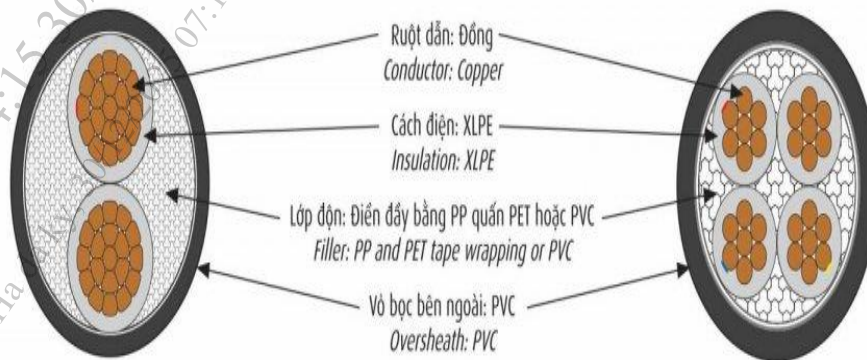 Ruột dẫn: Đồng
Conductor: Copper
Cách điện: XLPE
Insulation: XLPE
Lớp độn: Điền đầy bằng PP quấn PET hoặc PVC
Filler: PP and PET tape wrapping or PVC
Vỏ bọc bên ngoài: PVC
Oversheath: PVC